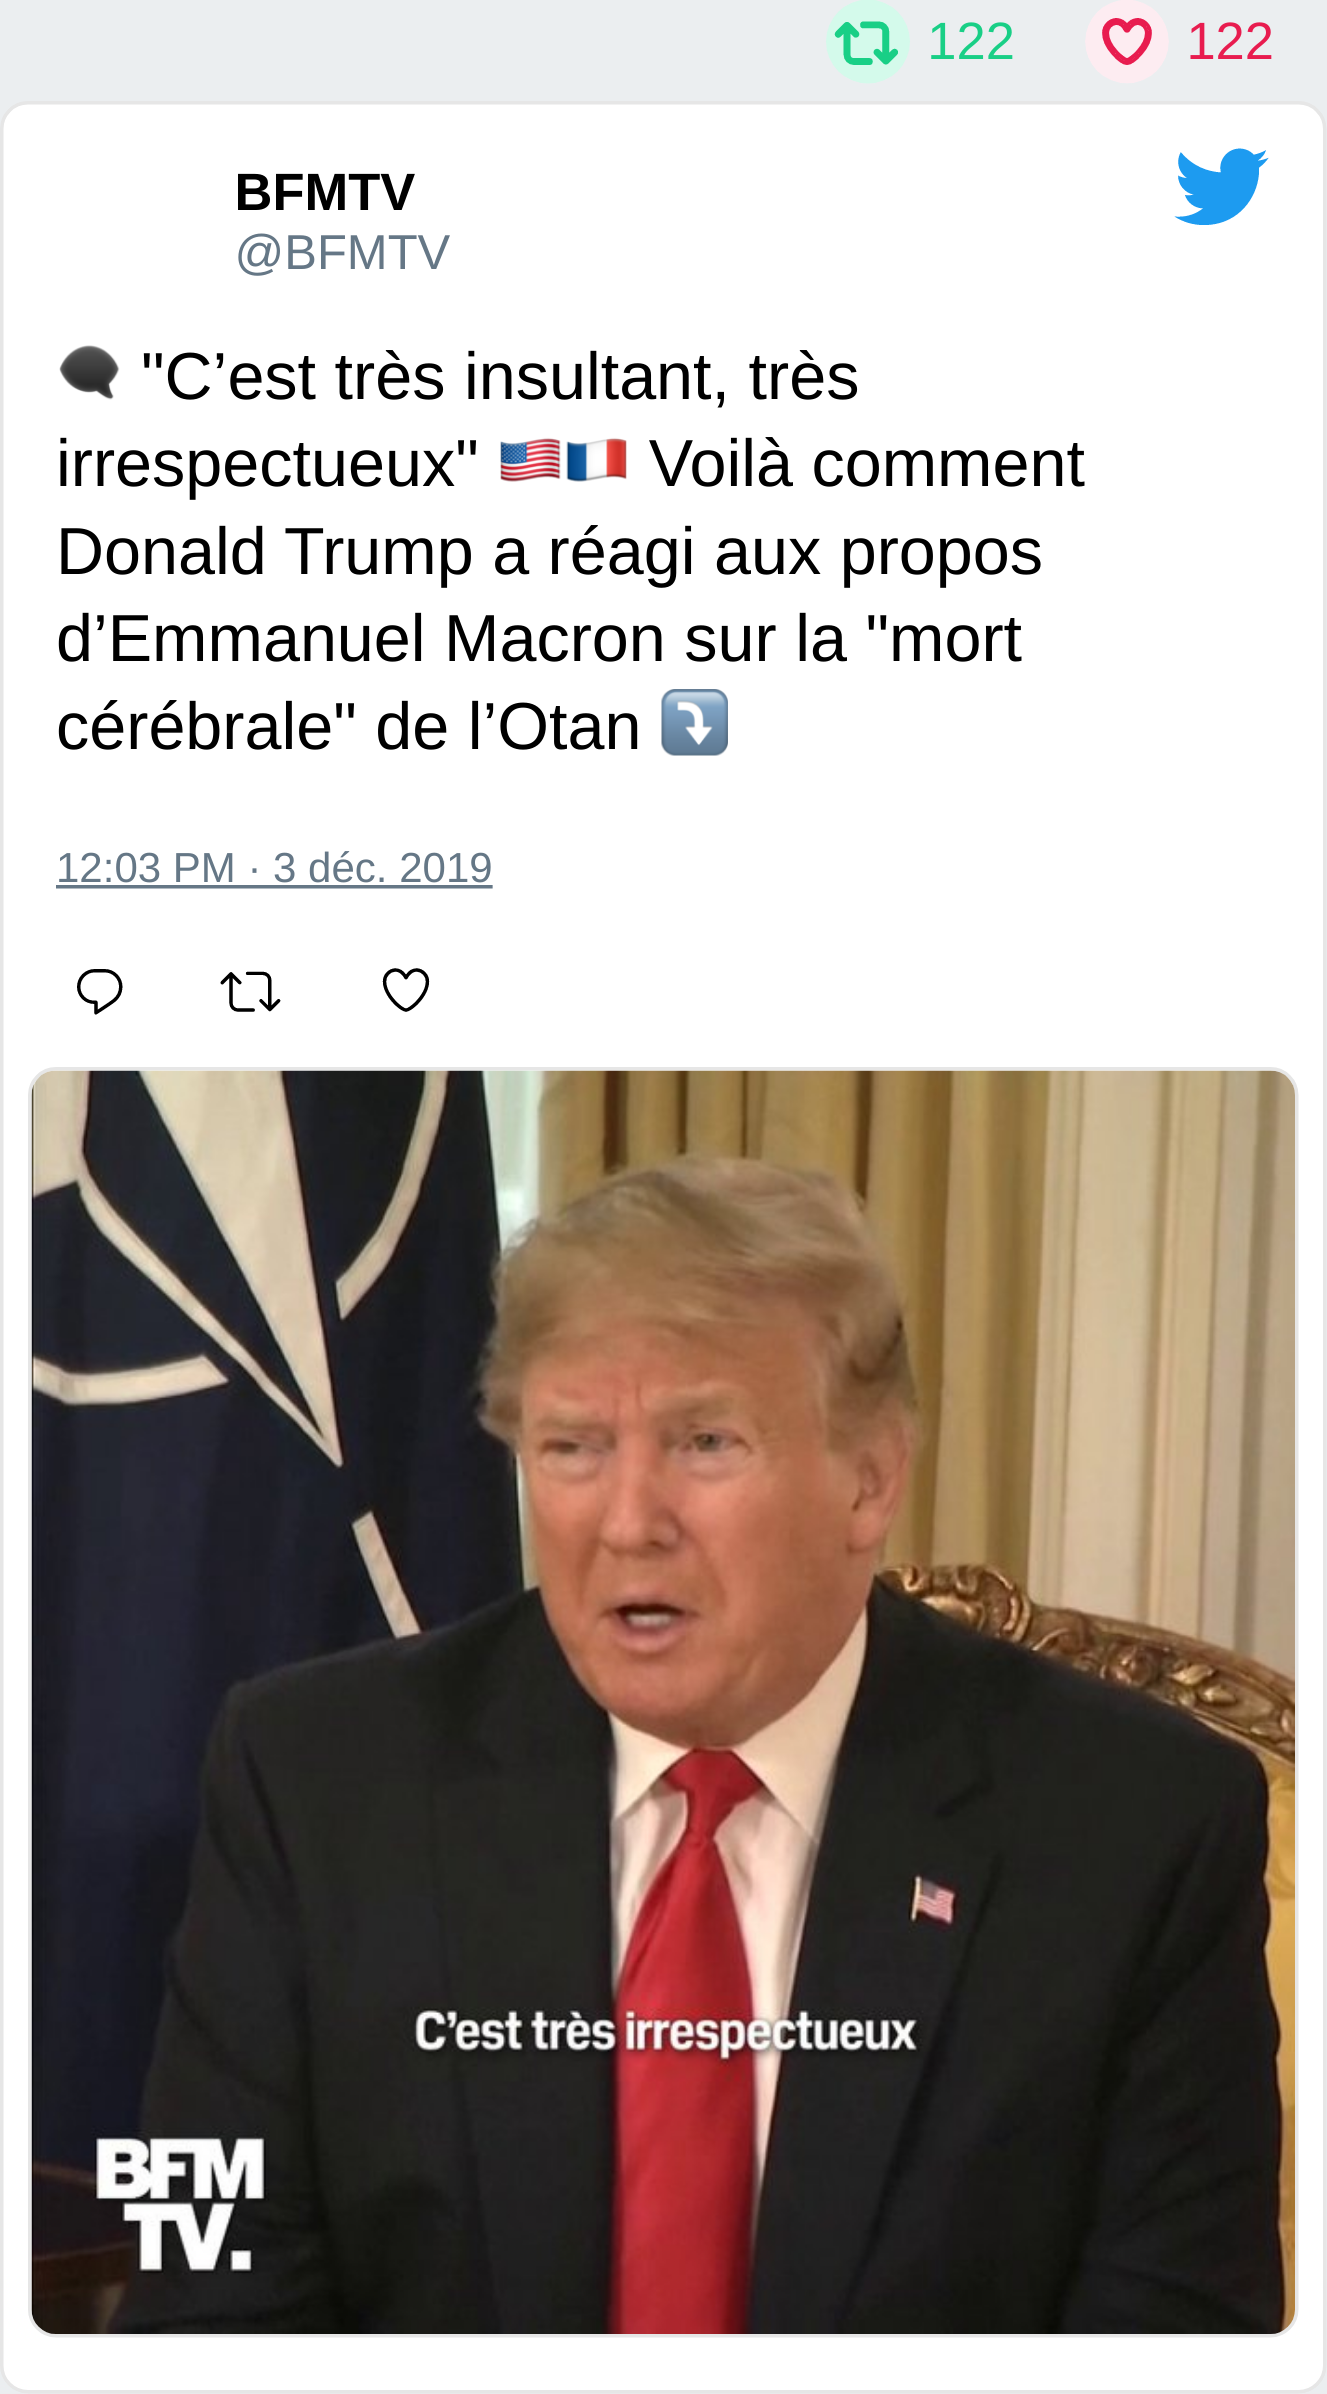 122 122
BFMTV
@BFMTV
🗨 "C’est très insultant, très
irrespectueux" 🇺🇸🇫🇷 Voilà comment
Donald Trump a réagi aux propos
d’Emmanuel Macron sur la "mort
cérébrale" de l’Otan ⤵️
12:03 PM · 3 déc. 2019
C’est très irrespectueux
BFM
TV.